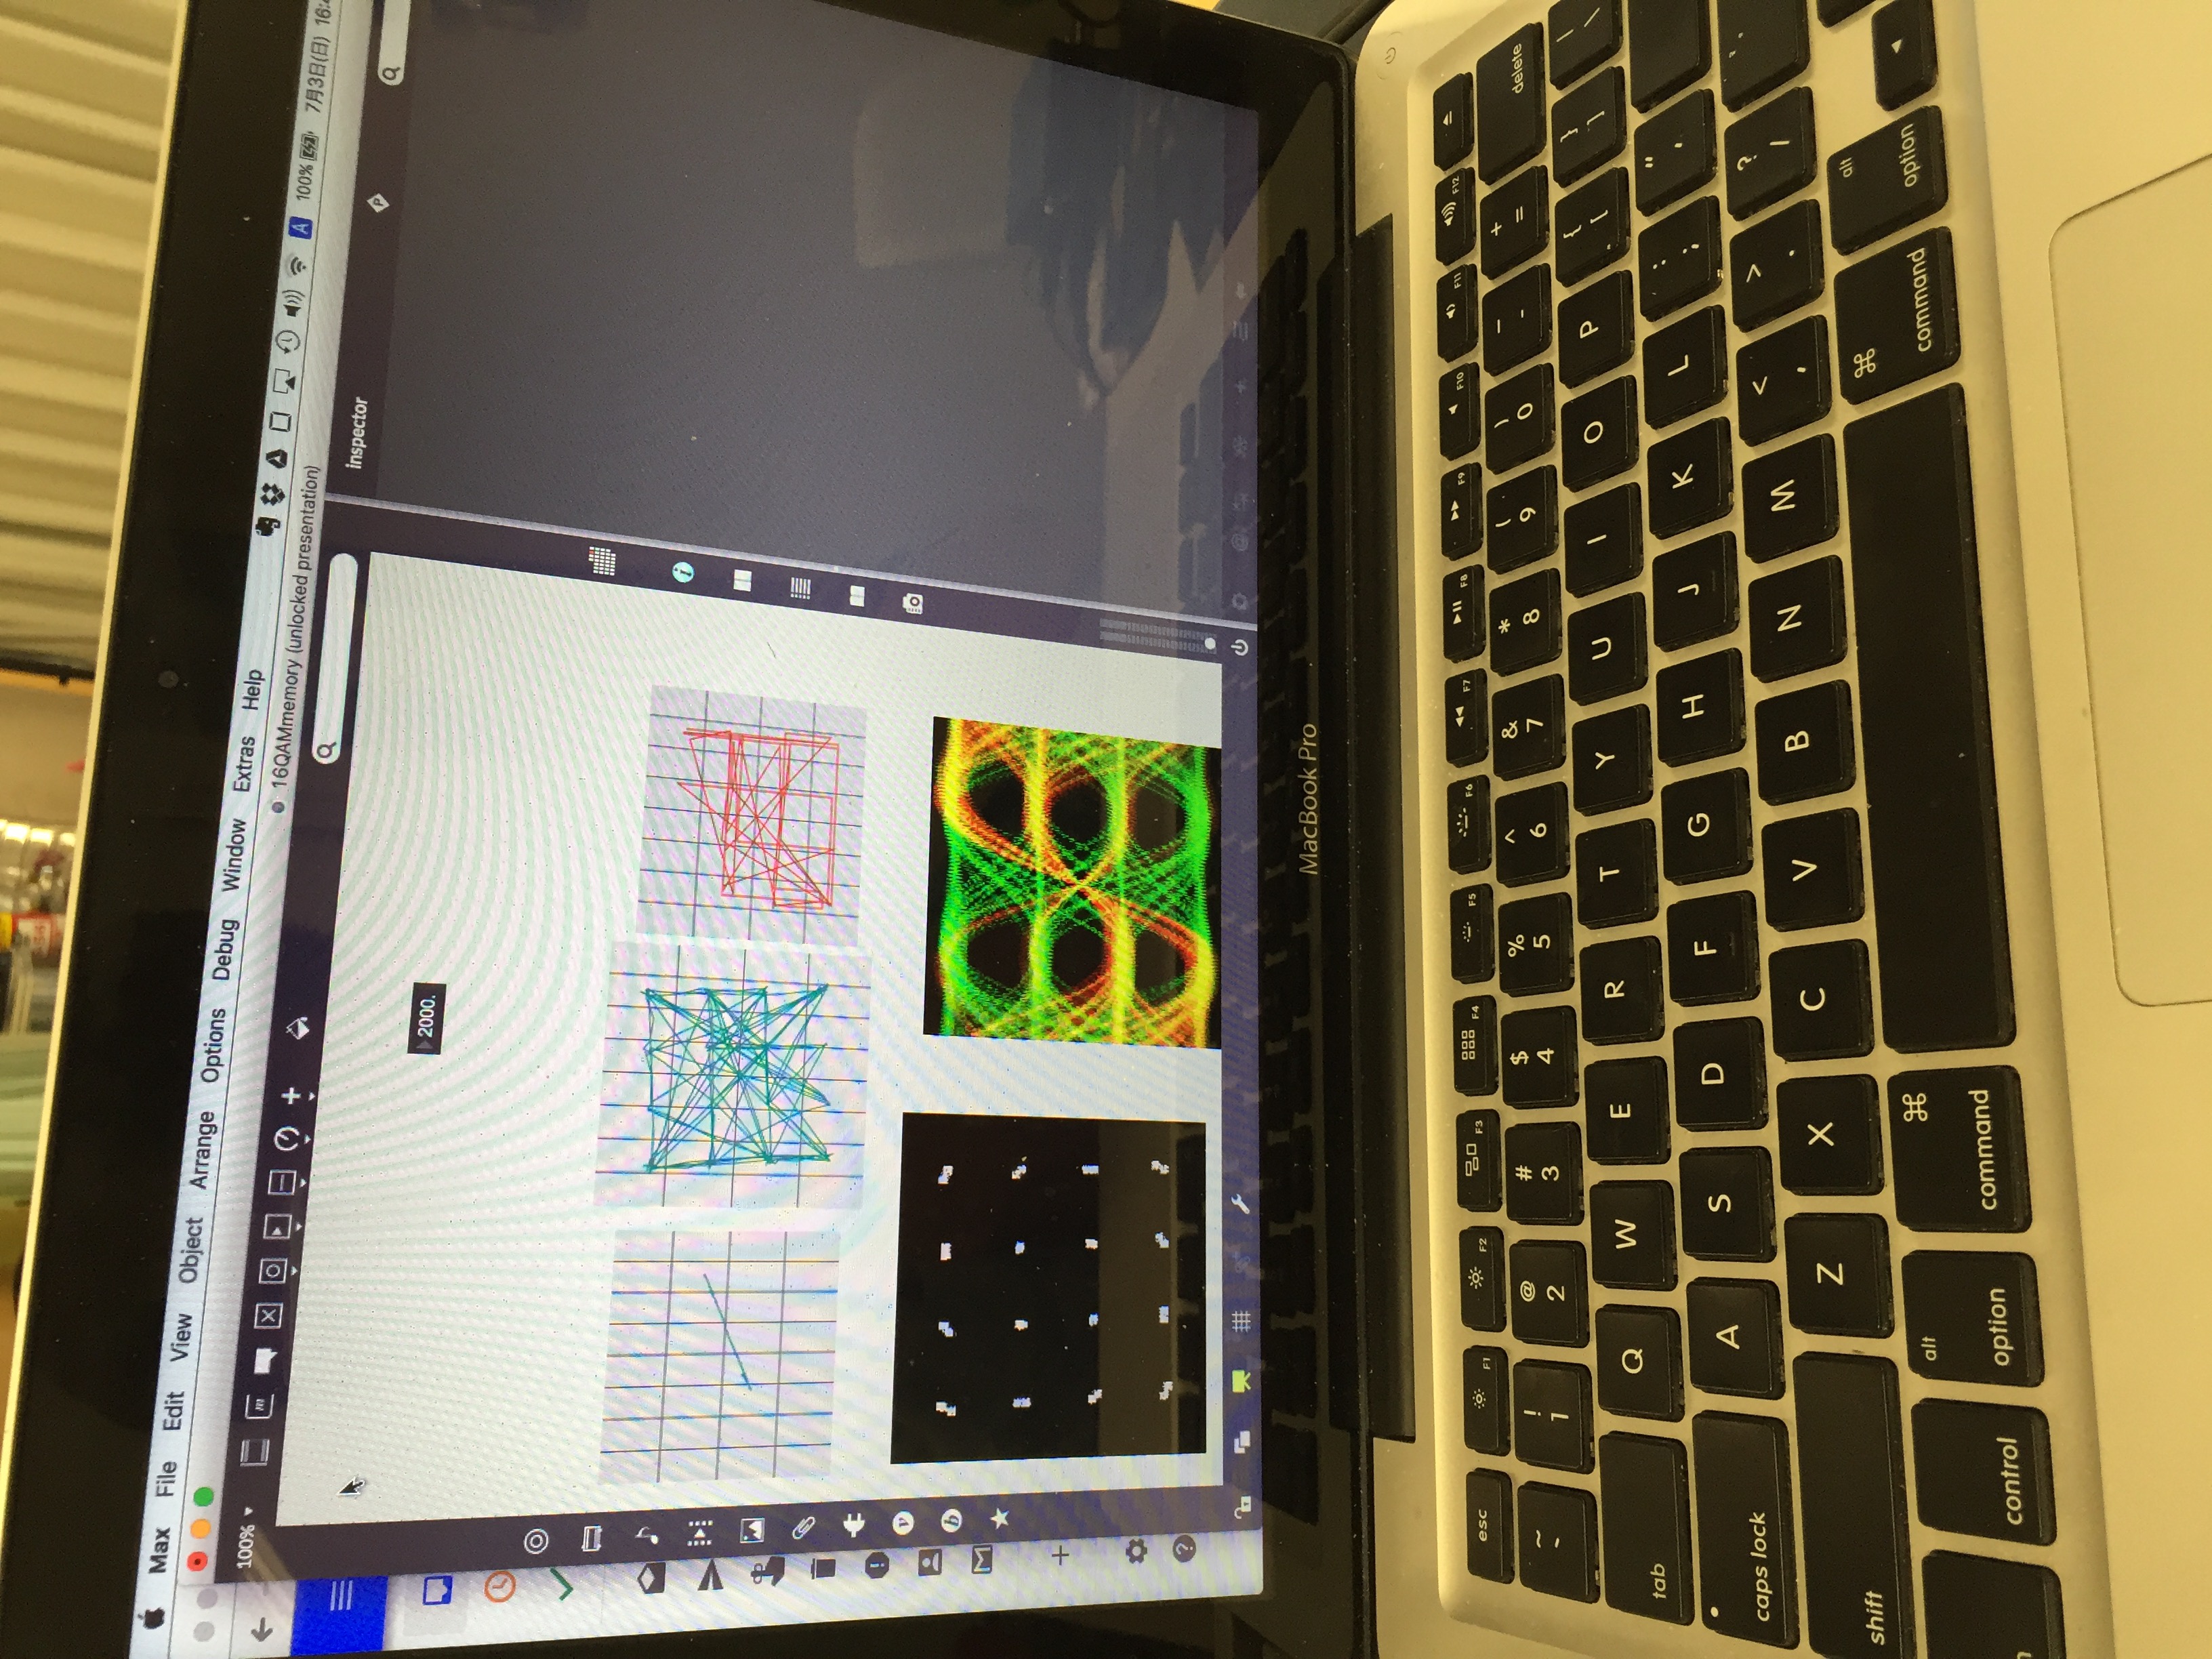 Max File Edit View Object Arrange Options Debug Window Extras Help
A 100% 7月3日(日)
100%
16QAMmemory (unlocked presentation)
inspector
2000.
MacBook Pro
esc F1 F2 F3 F4 F5 F6 F7 F8 F9 F10 F11 F12
~ ! @ # $ % ^ & * ( ) _ +
` 1 2 3 4 5 6 7 8 9 0 - = delete
tab Q W E R T Y U I O P { [ } ] | \
caps lock A S D F G H J K L : ; " '
shift Z X C V B N M < , > . ? /
control alt option ⌘ command ⌘ command alt option